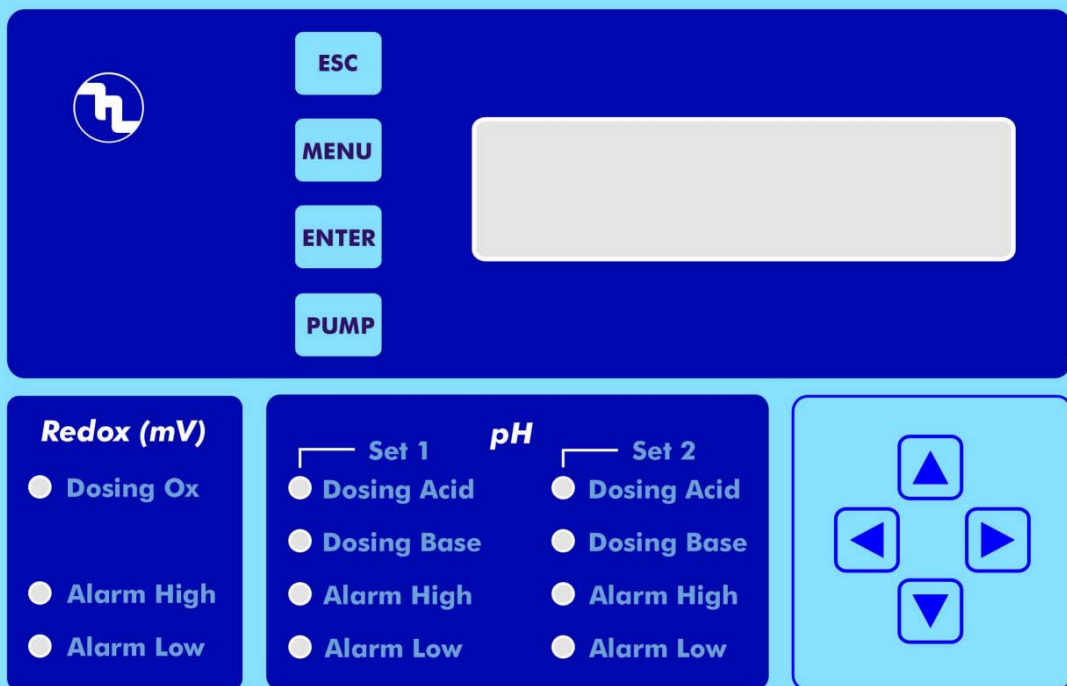 ESC
MENU
ENTER
PUMP
Redox (mV)
Dosing Ox
Alarm High
Alarm Low
pH
Set 1
Dosing Acid
Dosing Base
Alarm High
Alarm Low
Set 2
Dosing Acid
Dosing Base
Alarm High
Alarm Low